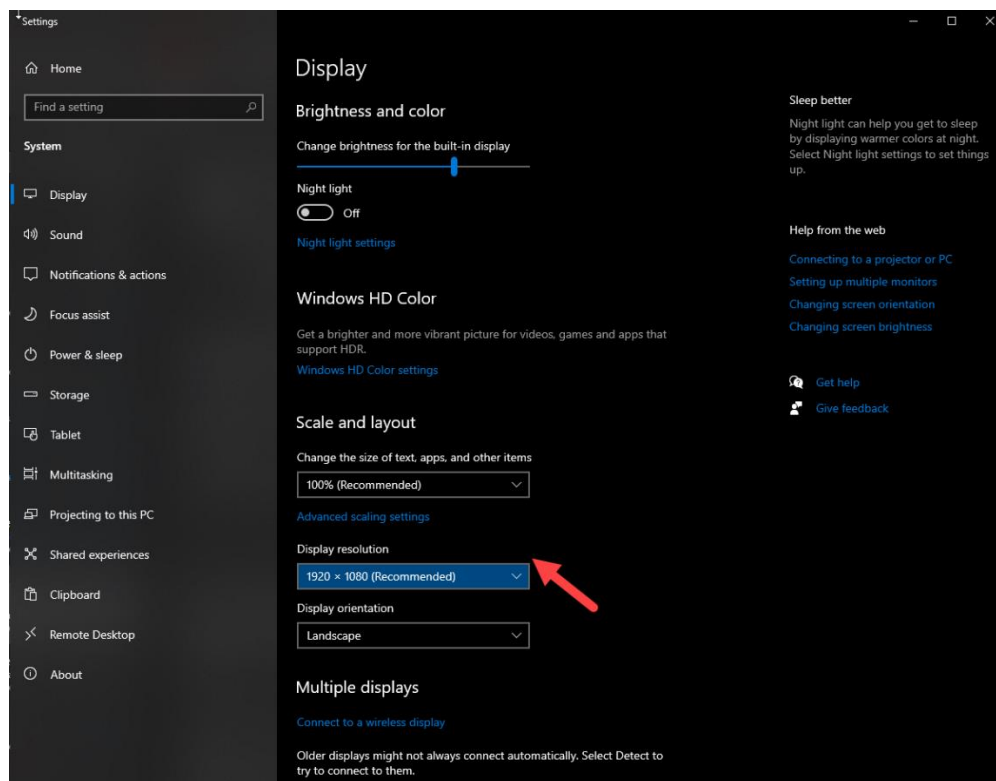 Settings
Home
Find a setting
System
Display
Sound
Notifications & actions
Focus assist
Power & sleep
Storage
Tablet
Multitasking
Projecting to this PC
Shared experiences
Clipboard
Remote Desktop
About
Display
Brightness and color
Change brightness for the built-in display
Night light
Off
Night light settings
Windows HD Color
Get a brighter and more vibrant picture for videos, games and apps that
support HDR.
Windows HD Color settings
Scale and layout
Change the size of text, apps, and other items
100% (Recommended)
Advanced scaling settings
Display resolution
1920 × 1080 (Recommended)
Display orientation
Landscape
Multiple displays
Connect to a wireless display
Older displays might not always connect automatically. Select Detect to
try to connect to them.
Sleep better
Night light can help you get to sleep
by displaying warmer colors at night.
Select Night light settings to set things
up.
Help from the web
Connecting to a projector or PC
Setting up multiple monitors
Changing screen orientation
Changing screen brightness
Get help
Give feedback